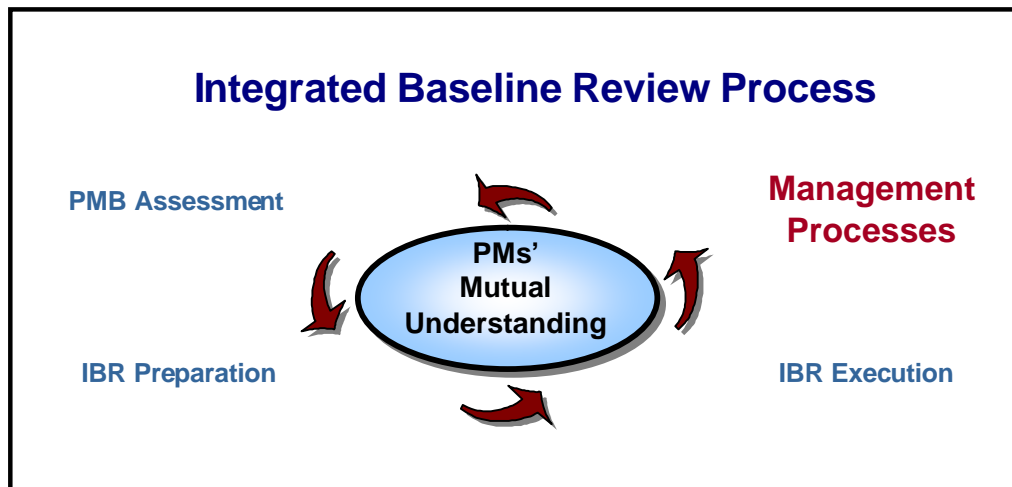 Integrated Baseline Review Process
PMB Assessment
Management
Processes
PMs’
Mutual
Understanding
IBR Preparation
IBR Execution